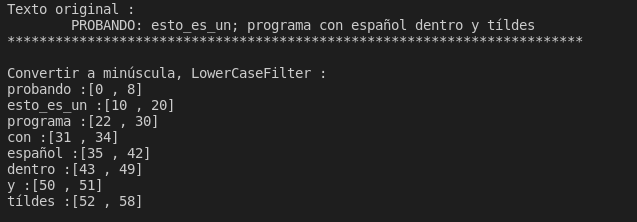 Texto original :
PROBANDO: esto_es_un; programa con español dentro y tíldes
************************************************************************
Convertir a minúscula, LowerCaseFilter :
probando :[0 , 8]
esto_es_un :[10 , 20]
programa :[22 , 30]
con :[31 , 34]
español :[35 , 42]
dentro :[43 , 49]
y :[50 , 51]
tíldes :[52 , 58]